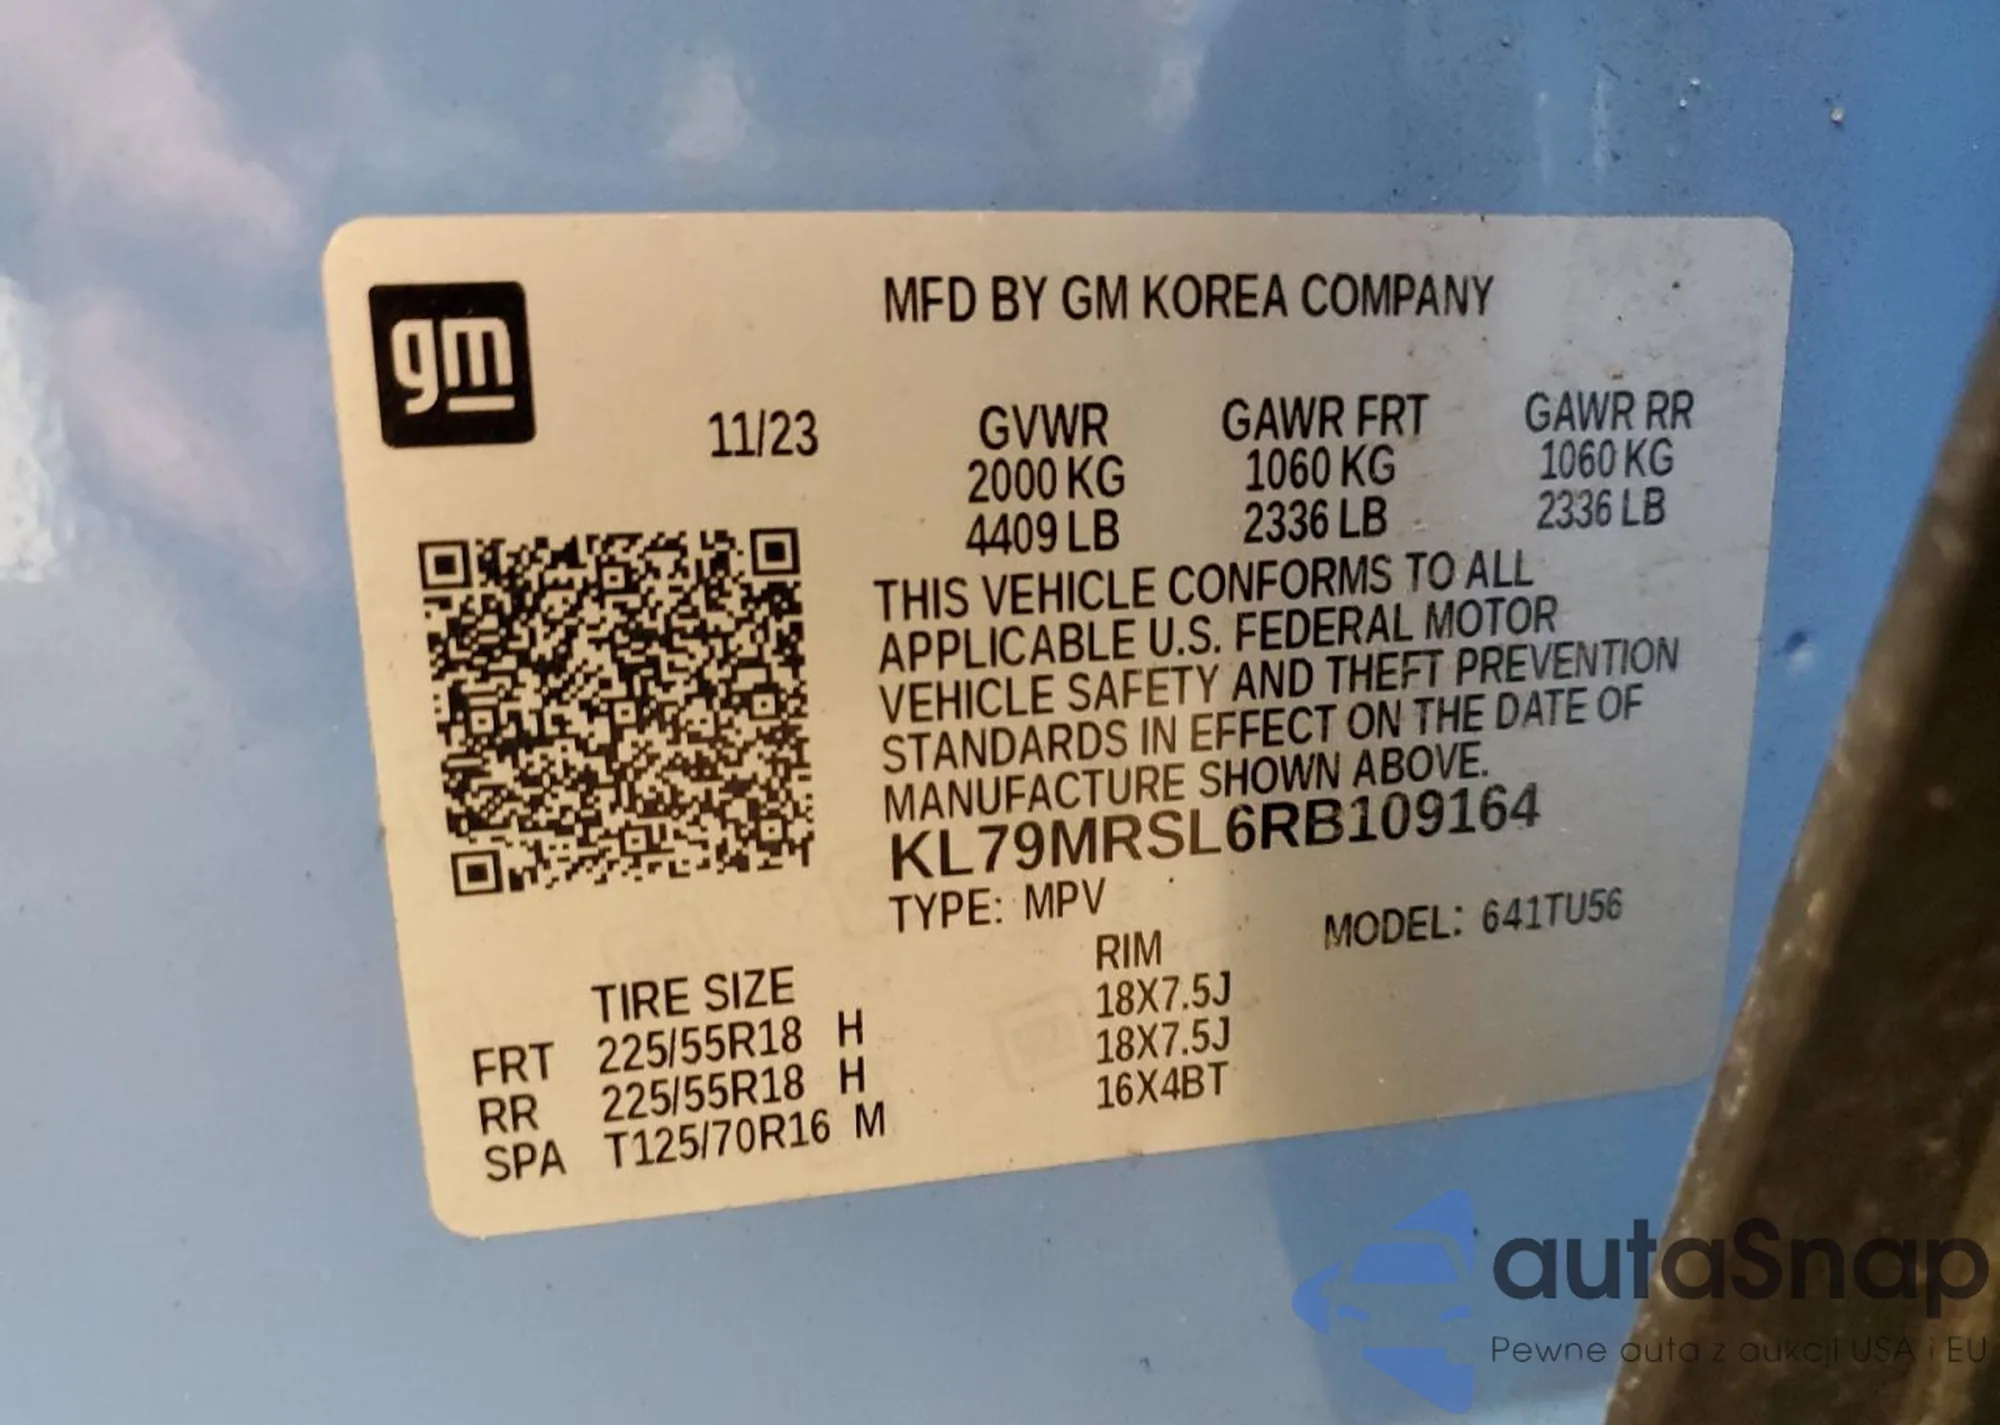 gm
MFD BY GM KOREA COMPANY
11/23 GVWR GAWR FRT GAWR RR
2000 KG 1060 KG 1060 KG
4409 LB 2336 LB 2336 LB
THIS VEHICLE CONFORMS TO ALL
APPLICABLE U.S. FEDERAL MOTOR
VEHICLE SAFETY AND THEFT PREVENTION
STANDARDS IN EFFECT ON THE DATE OF
MANUFACTURE SHOWN ABOVE.
KL79MRSL6RB109164
TYPE: MPV MODEL: 641TU56
TIRE SIZE RIM
FRT 225/55R18 H 18X7.5J
RR 225/55R18 H 18X7.5J
SPA T125/70R16 M 16X4BT
autaSnap
Pewne auta z aukcji USA i EU